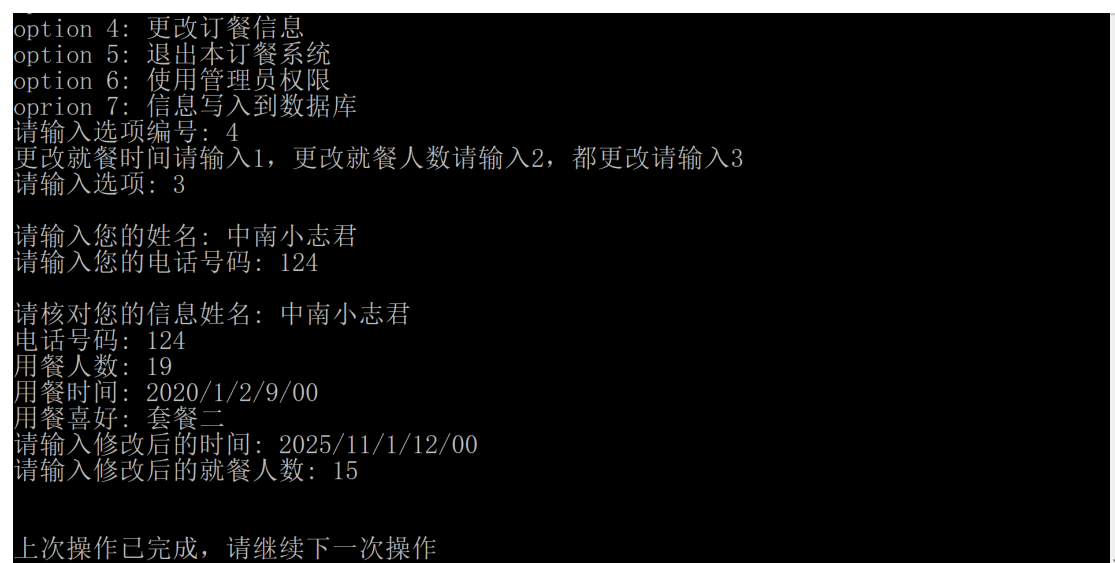 option 4: 更改订餐信息
option 5: 退出本订餐系统
option 6: 使用管理员权限
oprion 7: 信息写入到数据库
请输入选项编号: 4
更改就餐时间请输入1，更改就餐人数请输入2，都更改请输入3
请输入选项: 3
请输入您的姓名: 中南小志君
请输入您的电话号码: 124
请核对您的信息姓名: 中南小志君
电话号码: 124
用餐人数: 19
用餐时间: 2020/1/2/9/00
用餐喜好: 套餐二
请输入修改后的时间: 2025/11/1/12/00
请输入修改后的就餐人数: 15
上次操作已完成，请继续下一次操作